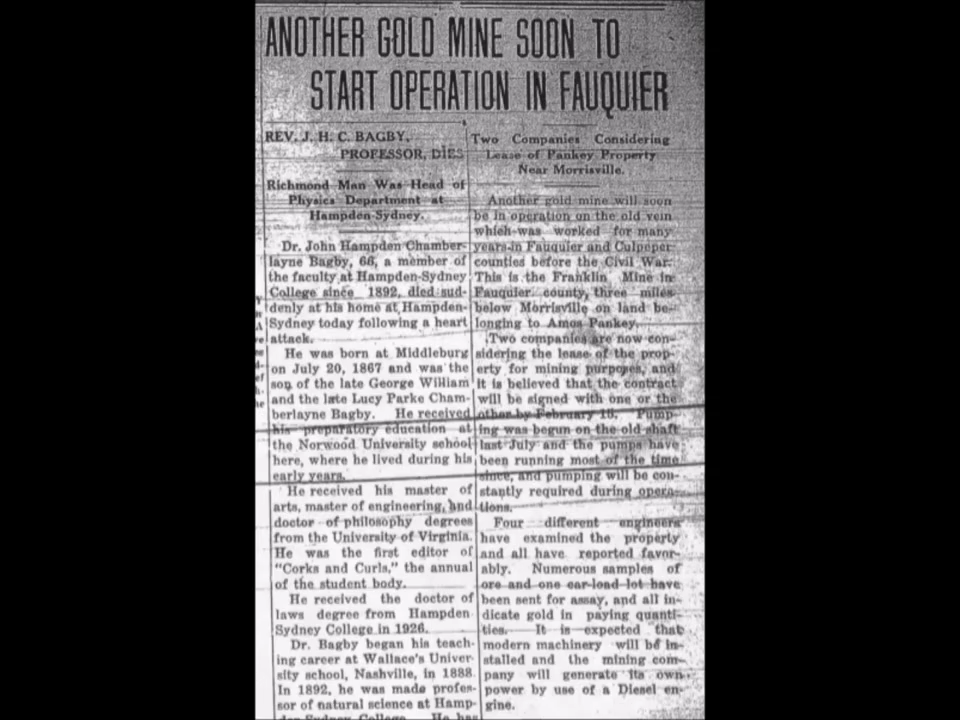 ANOTHER GOLD MINE SOON TO
START OPERATION IN FAUQUIER
REV. J. H. C. BAGBY,
PROFESSOR, DIES
Richmond Man Was Head of
Physics Department at
Hampden-Sydney.
Dr. John Hampden Chamber-
layne Bagby, 66, a member of
the faculty at Hampden-Sydney
College since 1892, died sud-
denly at his home at Hampden-
Sydney today following a heart
attack.
He was born at Middleburg
on July 20, 1867 and was the
son of the late George William
and the late Lucy Parke Cham-
berlayne Bagby. He received
his preparatory education at
the Norwood University school
here, where he lived during his
early years.
He received his master of
arts, master of engineering, and
doctor of philosophy degrees
from the University of Virginia.
He was the first editor of
"Corks and Curls," the annual
of the student body.
He received the doctor of
laws degree from Hampden
Sydney College in 1926.
Dr. Bagby began his teach-
ing career at Wallace's Univer-
sity school, Nashville, in 1888
In 1892, he was made profes-
sor of natural science at Hamp-
den Sydney College. He has
Two Companies Considering
Lease of Pankey Property
Near Morrisville.
Another gold mine will soon
be in operation on the old vein
which was worked for many
years in Fauquier and Culpeper
counties before the Civil War.
This is the Franklin Mine in
Fauquier county, three miles
below Morrisville on land be-
longing to Amos Pankey.
Two companies are now con-
sidering the lease of the prop-
erty for mining purposes, and
it is believed that the contract
will be signed with one or the
other by February 15. Pump-
ing was begun on the old shaft
last July and the pumps have
been running most of the time
since, and pumping will be con-
stantly required during opera-
tions.
Four different engineers
have examined the property
and all have reported favor-
ably. Numerous samples of
ore and one car-load lot have
been sent for assay, and all in-
dicate gold in paying quanti-
ties. It is expected that
modern machinery will be in-
stalled and the mining com-
pany will generate its own
power by use of a Diesel en-
gine.